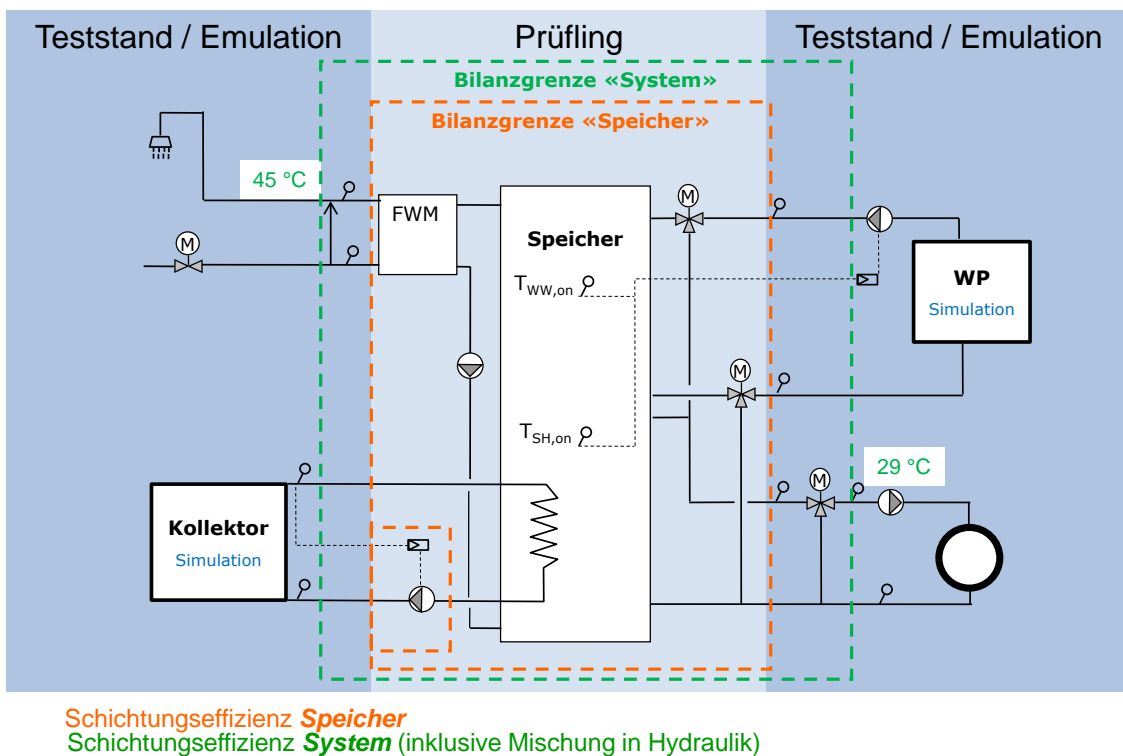 Teststand / Emulation
Prüfling
Teststand / Emulation
Bilanzgrenze «System»
Bilanzgrenze «Speicher»
45 °C
FWM
M
M
Speicher
T_WW,on
WP
Simulation
M
T_SH,on
29 °C
M
Kollektor
Simulation
Schichtungseffizienz Speicher
Schichtungseffizienz System (inklusive Mischung in Hydraulik)